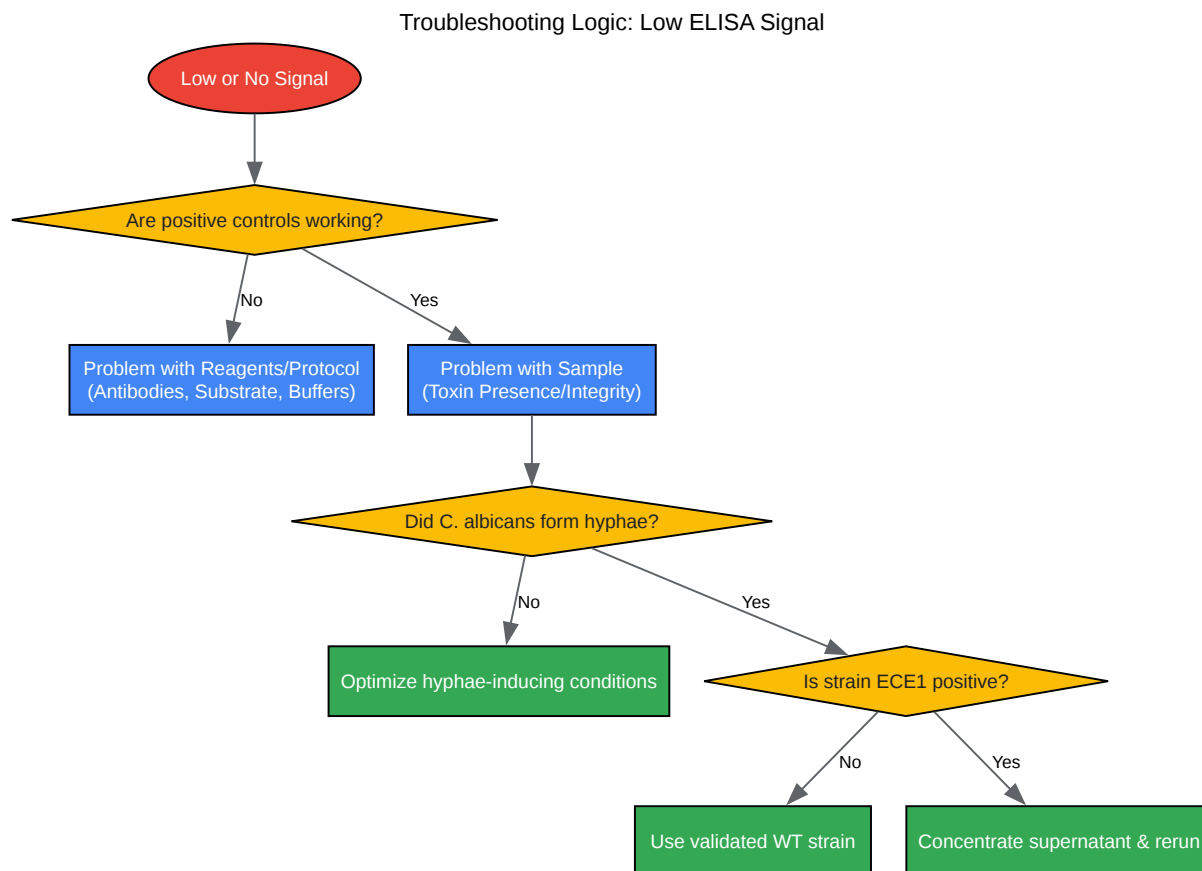 Troubleshooting Logic: Low ELISA Signal
Low or No Signal
Are positive controls working?
No
Yes
Problem with Reagents/Protocol
(Antibodies, Substrate, Buffers)
Problem with Sample
(Toxin Presence/Integrity)
Did C. albicans form hyphae?
No
Yes
Optimize hyphae-inducing conditions
Is strain ECE1 positive?
No
Yes
Use validated WT strain
Concentrate supernatant & rerun